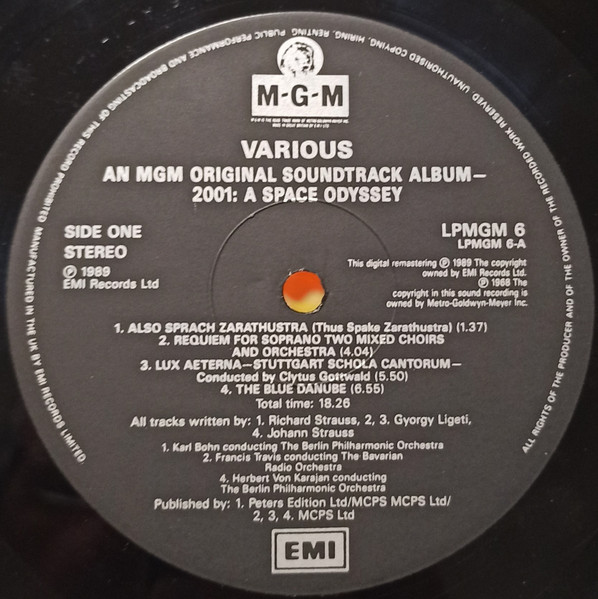 M-G-M
VARIOUS
AN MGM ORIGINAL SOUNDTRACK ALBUM—
2001: A SPACE ODYSSEY
SIDE ONE
STEREO
Ⓟ 1989
EMI Records Ltd
LPMGM 6
LPMGM 6-A
This digital remastering Ⓟ 1989 The copyright
owned by EMI Records Ltd.
Ⓟ 1968 The
copyright in this sound recording is
owned by Metro-Goldwyn-Meyer Inc.
1. ALSO SPRACH ZARATHUSTRA (Thus Spake Zarathustra) (1.37)
2. REQUIEM FOR SOPRANO TWO MIXED CHOIRS
AND ORCHESTRA (4.04)
3. LUX AETERNA—STUTTGART SCHOLA CANTORUM—
Conducted by Clytus Gottwald (5.50)
4. THE BLUE DANUBE (6.55)
Total time: 18.26
All tracks written by: 1. Richard Strauss, 2, 3. Gyorgy Ligeti,
4. Johann Strauss
1. Karl Bohn conducting The Berlin Philharmonic Orchestra
2. Francis Travis conducting The Bavarian
Radio Orchestra
4. Herbert Von Karajan conducting
The Berlin Philharmonic Orchestra
Published by: 1. Peters Edition Ltd/MCPS MCPS Ltd/
2, 3, 4. MCPS Ltd
EMI
ALL RIGHTS OF THE PRODUCER AND OF THE OWNER OF THE RECORDED WORK RESERVED. UNAUTHORISED COPYING, HIRING, RENTING, PUBLIC PERFORMANCE AND BROADCASTING OF THIS RECORD PROHIBITED. MANUFACTURED IN THE UK BY EMI RECORDS LIMITED.